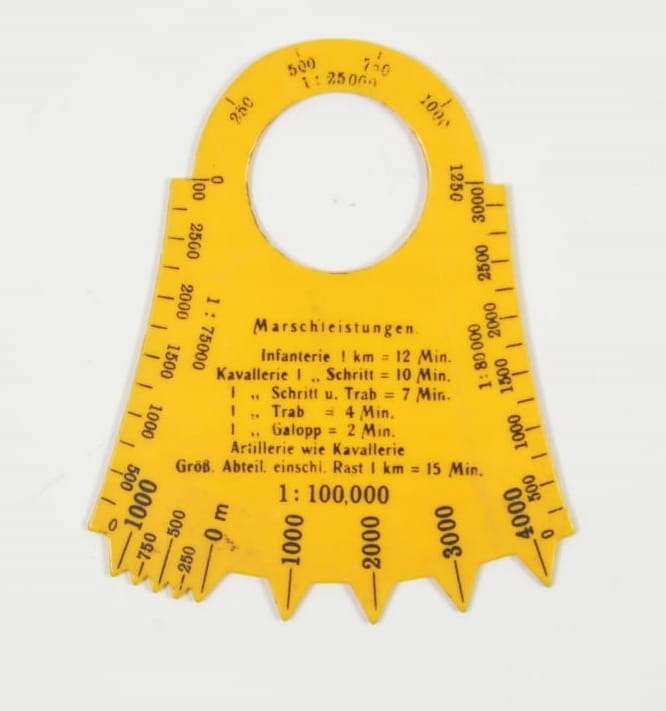 250 500 750 1000
1:25000
0 1250
3000
2500 2500
2000 2000
1:75000 1:80000
1500 1500
1000 1000
500 500
0 0
Marschleistungen.
Infanterie 1 km = 12 Min.
Kavallerie 1 „ Schritt = 10 Min.
1 „ Schritt u. Trab = 7 Min.
1 „ Trab = 4 Min.
1 „ Galopp = 2 Min.
Artillerie wie Kavallerie
Größ. Abteil. einschl. Rast 1 km = 15 Min.
1:100,000
1000 750 500 250 0 m 1000 2000 3000 4000